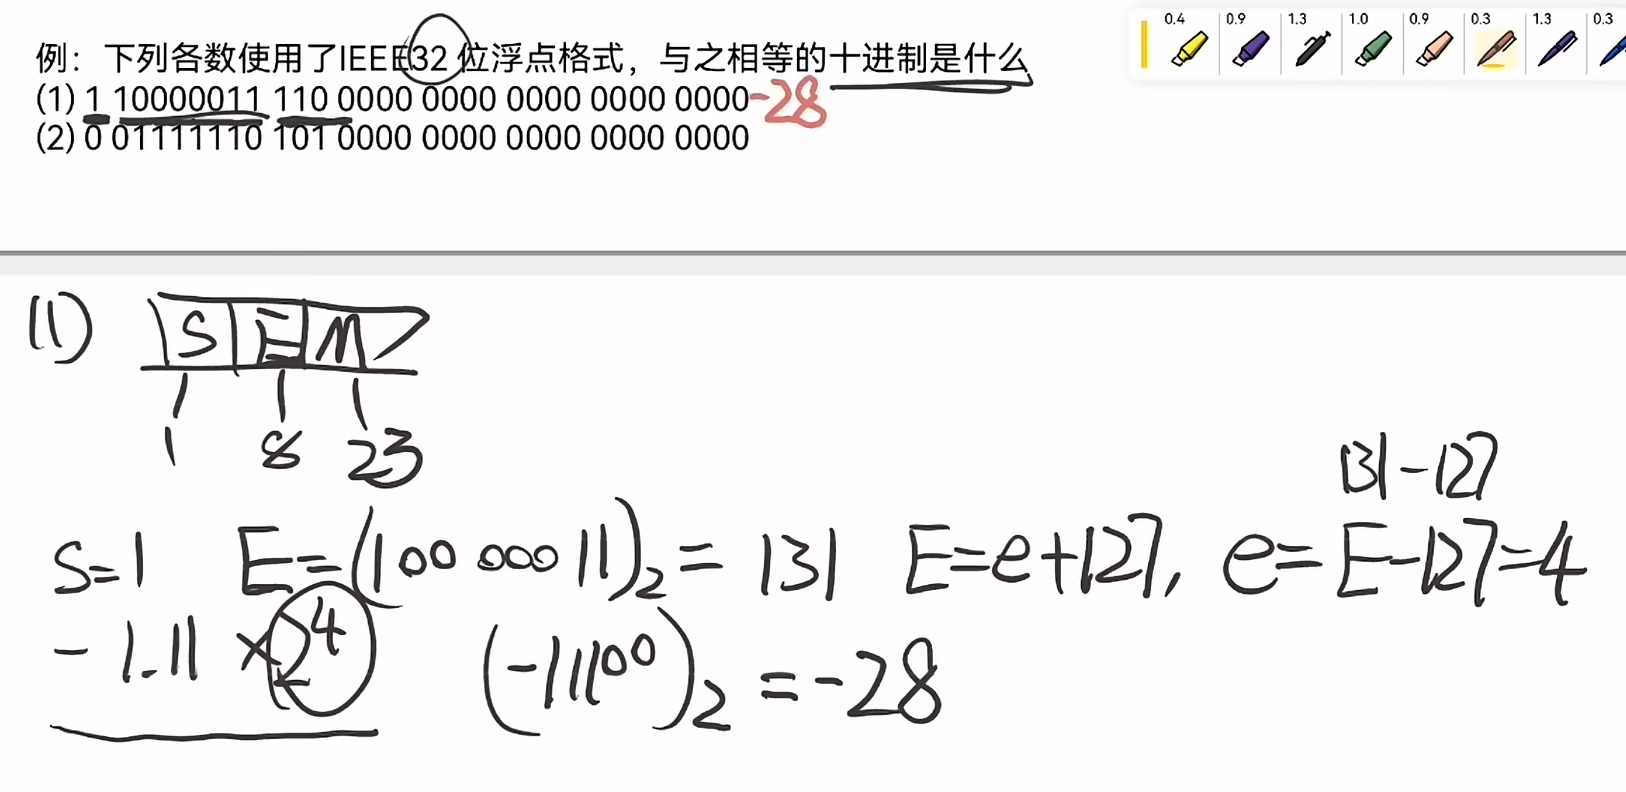 0.4 0.9 1.3 1.0 0.9 0.3 1.3 0.3
例：下列各数使用了IEEE32 位浮点格式，与之相等的十进制是什么
(1) 1 10000011 110 0000 0000 0000 0000 0000 -28
(2) 0 01111110 101 0000 0000 0000 0000 0000
(1) S E M
1 8 23
131-127
S=1 E=(10000011)₂=131 E=e+127, e=E-127=4
-1.11 ×2⁴ (-11100)₂=-28